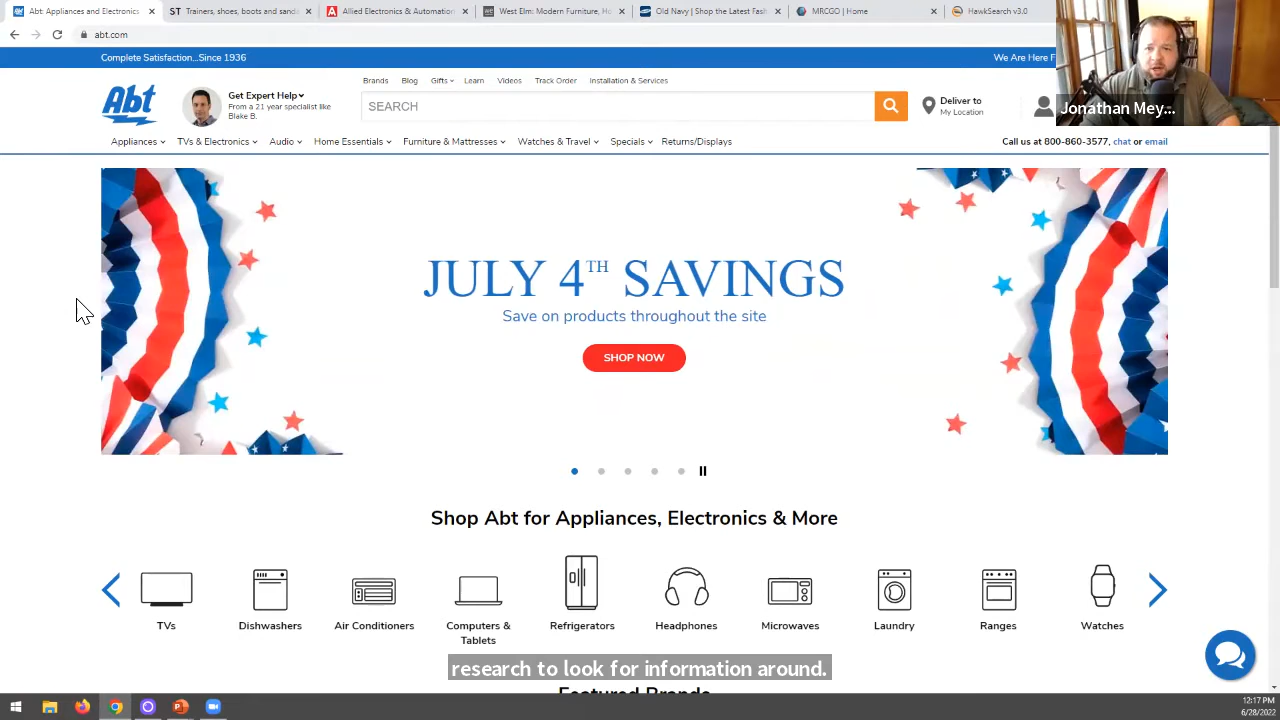 Abt: Appliances and Electronics
Trainers, shoes, boots and sanda
Allied Electronics & Automation
West Elm: Modern Furniture, Ho
Old Navy | Shop the Latest Fash
MRCGO | Home
HawkSearch v3.0
abt.com
Complete Satisfaction...Since 1936
We Are Here F
Jonathan Mey...
Brands Blog Gifts Learn Videos Track Order Installation & Services
Abt
Get Expert Help
From a 21 year specialist like
Blake B.
SEARCH
Deliver to
My Location
Appliances TVs & Electronics Audio Home Essentials Furniture & Mattresses Watches & Travel Specials Returns/Displays
Call us at 800-860-3577, chat or email
JULY 4TH SAVINGS
Save on products throughout the site
SHOP NOW
Shop Abt for Appliances, Electronics & More
TVs
Dishwashers
Air Conditioners
Computers &
Tablets
Refrigerators
Headphones
Microwaves
Laundry
Ranges
Watches
research to look for information around.
Featured Brands
12:17 PM
6/28/2022